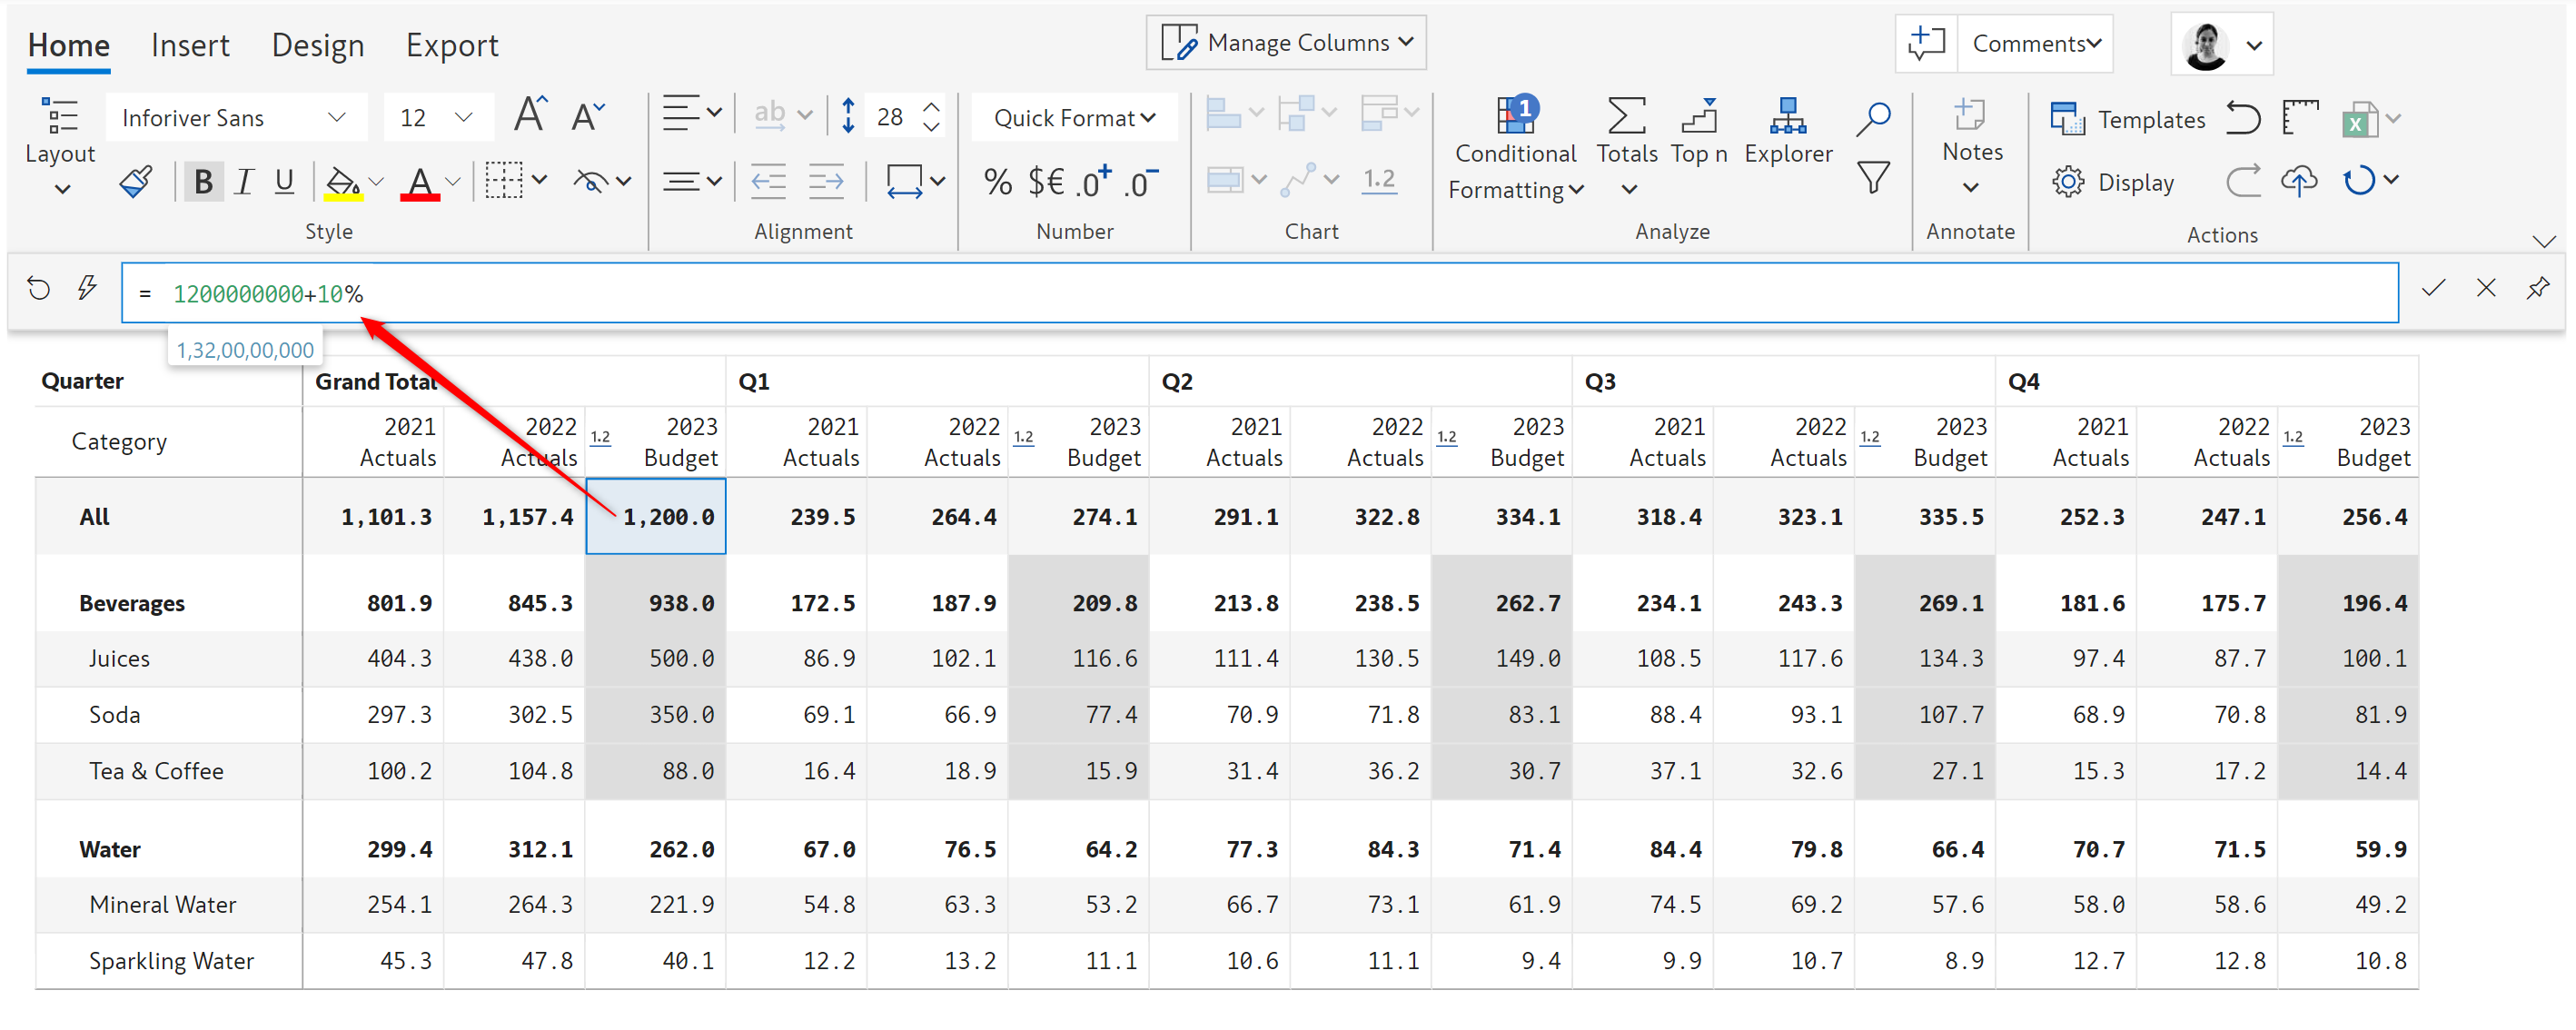 Home Insert Design Export Manage Columns Comments
Layout Inforiver Sans 12 A A ab 28 Quick Format 1 Conditional Formatting Totals Top n Explorer Notes Templates X
B I U A % $€ .0+ .0- 1.2 Display
Style Alignment Number Chart Analyze Annotate Actions
= 1200000000+10%
1,32,00,00,000
Quarter Grand Total Q1 Q2 Q3 Q4
Category 2021 Actuals 2022 Actuals 1.2 2023 Budget 2021 Actuals 2022 Actuals 1.2 2023 Budget 2021 Actuals 2022 Actuals 1.2 2023 Budget 2021 Actuals 2022 Actuals 1.2 2023 Budget 2021 Actuals 2022 Actuals 1.2 2023 Budget
All 1,101.3 1,157.4 1,200.0 239.5 264.4 274.1 291.1 322.8 334.1 318.4 323.1 335.5 252.3 247.1 256.4
Beverages 801.9 845.3 938.0 172.5 187.9 209.8 213.8 238.5 262.7 234.1 243.3 269.1 181.6 175.7 196.4
Juices 404.3 438.0 500.0 86.9 102.1 116.6 111.4 130.5 149.0 108.5 117.6 134.3 97.4 87.7 100.1
Soda 297.3 302.5 350.0 69.1 66.9 77.4 70.9 71.8 83.1 88.4 93.1 107.7 68.9 70.8 81.9
Tea & Coffee 100.2 104.8 88.0 16.4 18.9 15.9 31.4 36.2 30.7 37.1 32.6 27.1 15.3 17.2 14.4
Water 299.4 312.1 262.0 67.0 76.5 64.2 77.3 84.3 71.4 84.4 79.8 66.4 70.7 71.5 59.9
Mineral Water 254.1 264.3 221.9 54.8 63.3 53.2 66.7 73.1 61.9 74.5 69.2 57.6 58.0 58.6 49.2
Sparkling Water 45.3 47.8 40.1 12.2 13.2 11.1 10.6 11.1 9.4 9.9 10.7 8.9 12.7 12.8 10.8